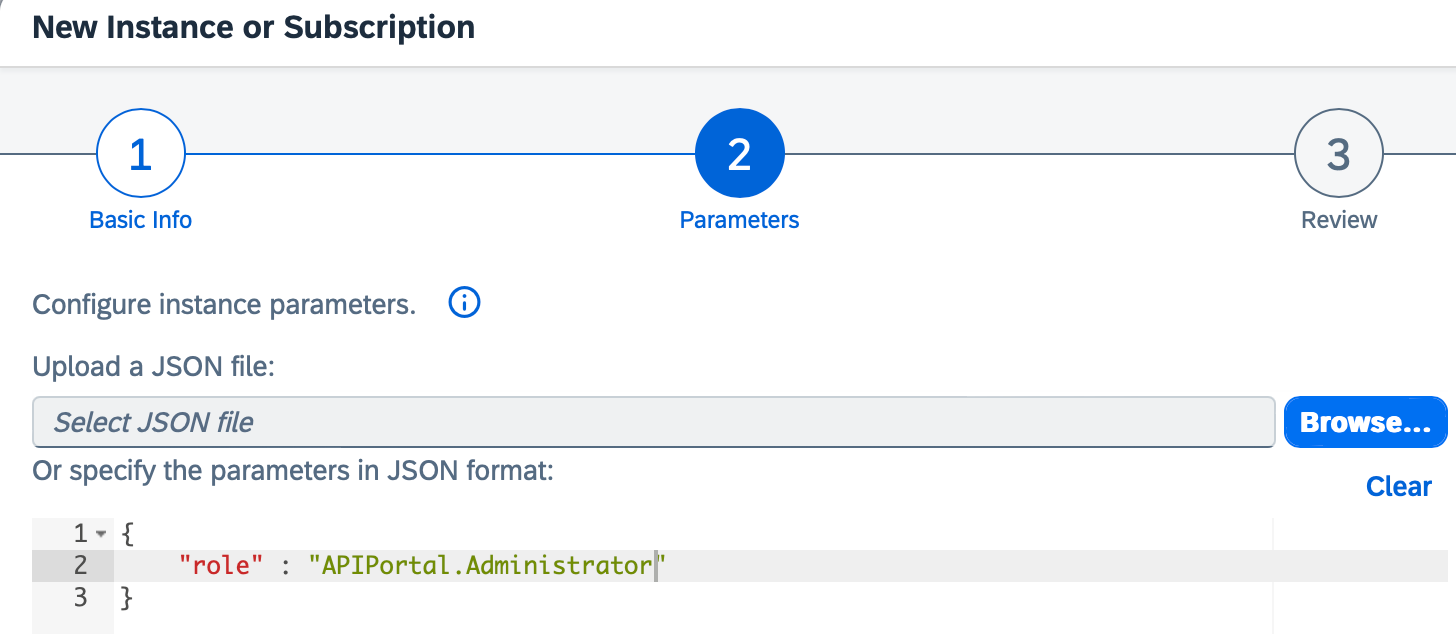 New Instance or Subscription
1
2
3
Basic Info
Parameters
Review
Configure instance parameters.
Upload a JSON file:
Select JSON file
Browse...
Or specify the parameters in JSON format:
Clear
1 {
2 "role" : "APIPortal.Administrator"
3 }